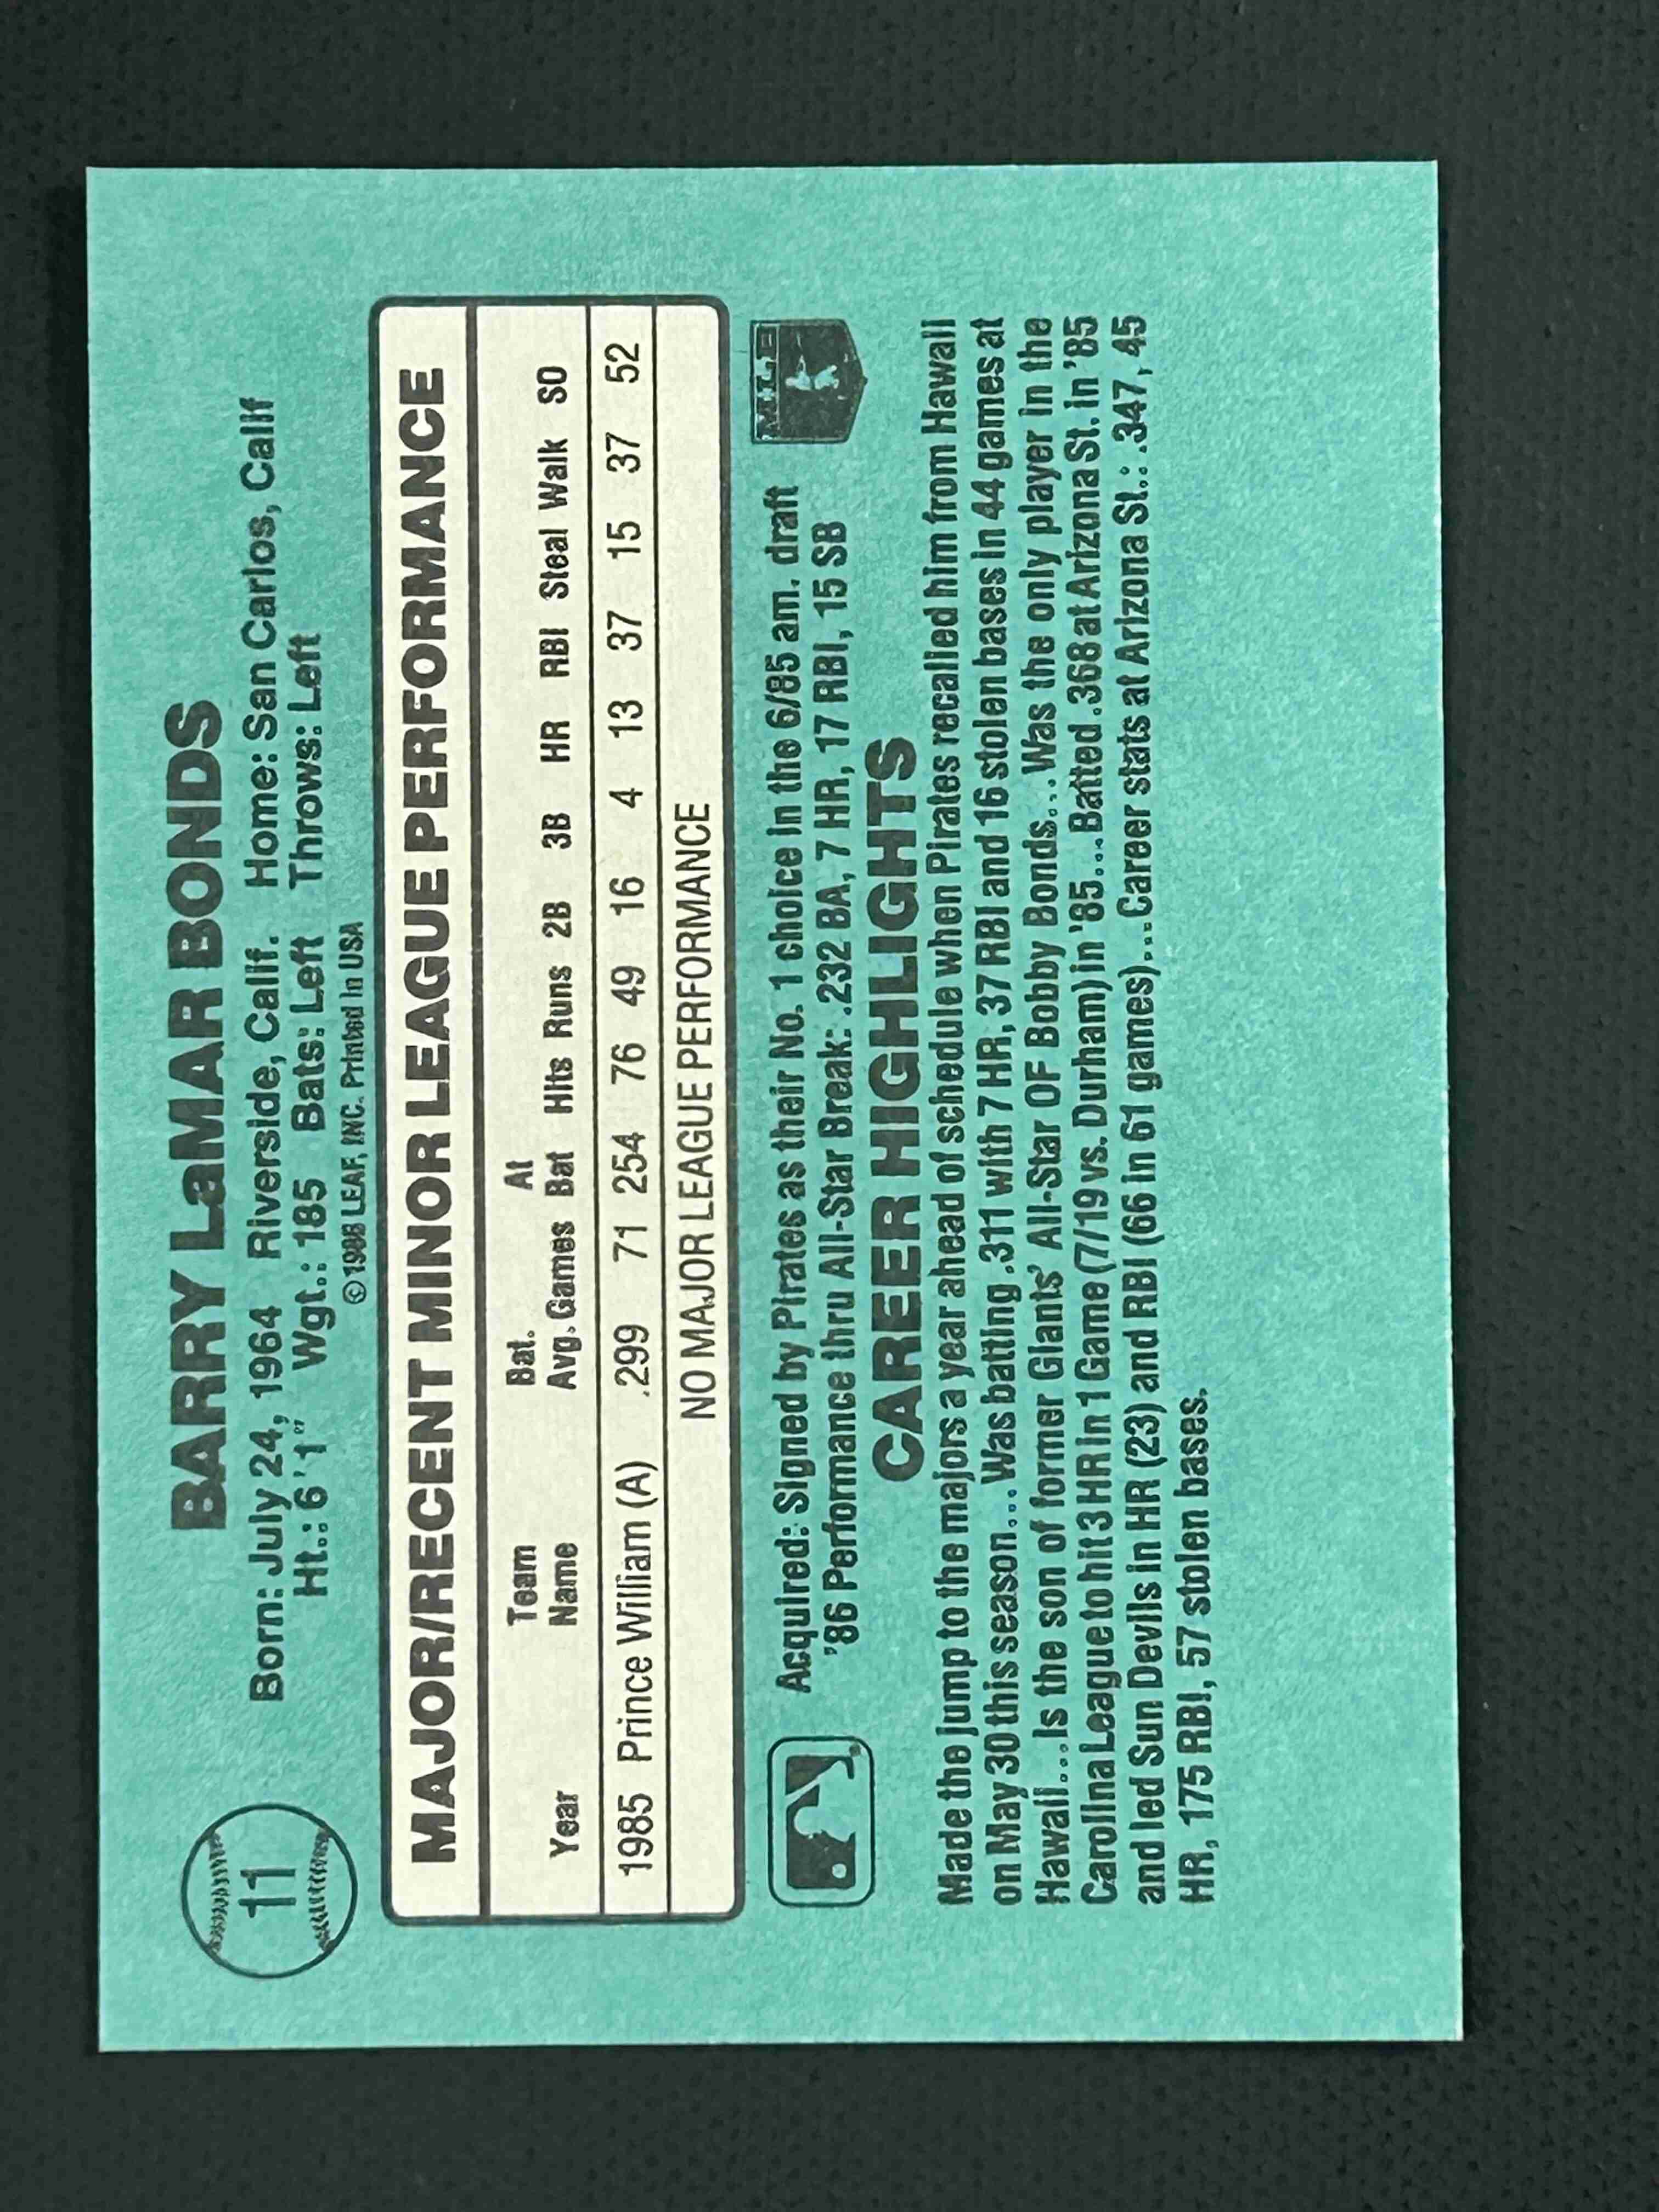 11
BARRY LaMAR BONDS
Born: July 24, 1964 Riverside, Calif. Home: San Carlos, Calif
Ht.: 6'1" Wgt.: 185 Bats: Left Throws: Left
© 1986 LEAF, INC. Printed in USA
MAJOR/RECENT MINOR LEAGUE PERFORMANCE
Team Bat. At
Year Name Avg. Games Bat Hits Runs 2B 3B HR RBI Steal Walk SO
1985 Prince William (A) .299 71 254 76 49 16 4 13 37 15 37 52
NO MAJOR LEAGUE PERFORMANCE
Acquired: Signed by Pirates as their No. 1 choice in the 6/85 am. draft
'86 Performance thru All-Star Break: .232 BA, 7 HR, 17 RBI, 15 SB
M.L.B
CAREER HIGHLIGHTS
Made the jump to the majors a year ahead of schedule when Pirates recalled him from Hawaii
on May 30 this season... Was batting .311 with 7 HR, 37 RBI and 16 stolen bases in 44 games at
Hawaii... Is the son of former Giants' All-Star OF Bobby Bonds... Was the only player in the
Carolina League to hit 3 HR in 1 Game (7/19 vs. Durham) in '85... Batted .368 at Arizona St. in '85
and led Sun Devils in HR (23) and RBI (66 in 61 games)... Career stats at Arizona St.: .347, 45
HR, 175 RBI, 57 stolen bases.